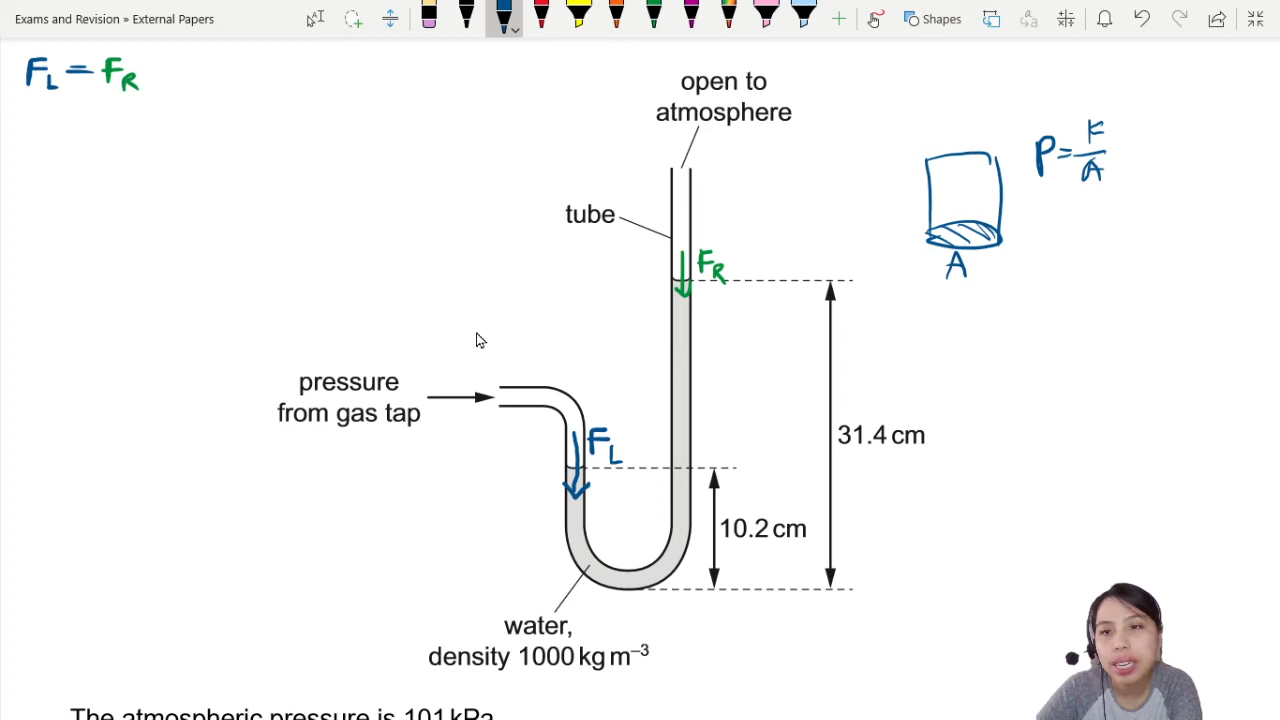 Exams and Revision » External Papers
Shapes
F_L = F_R
open to
atmosphere
P = F/A
tube
A
F_R
pressure
from gas tap
F_L
31.4 cm
10.2 cm
water,
density 1000 kg m⁻³
The atmospheric pressure is 101 kPa